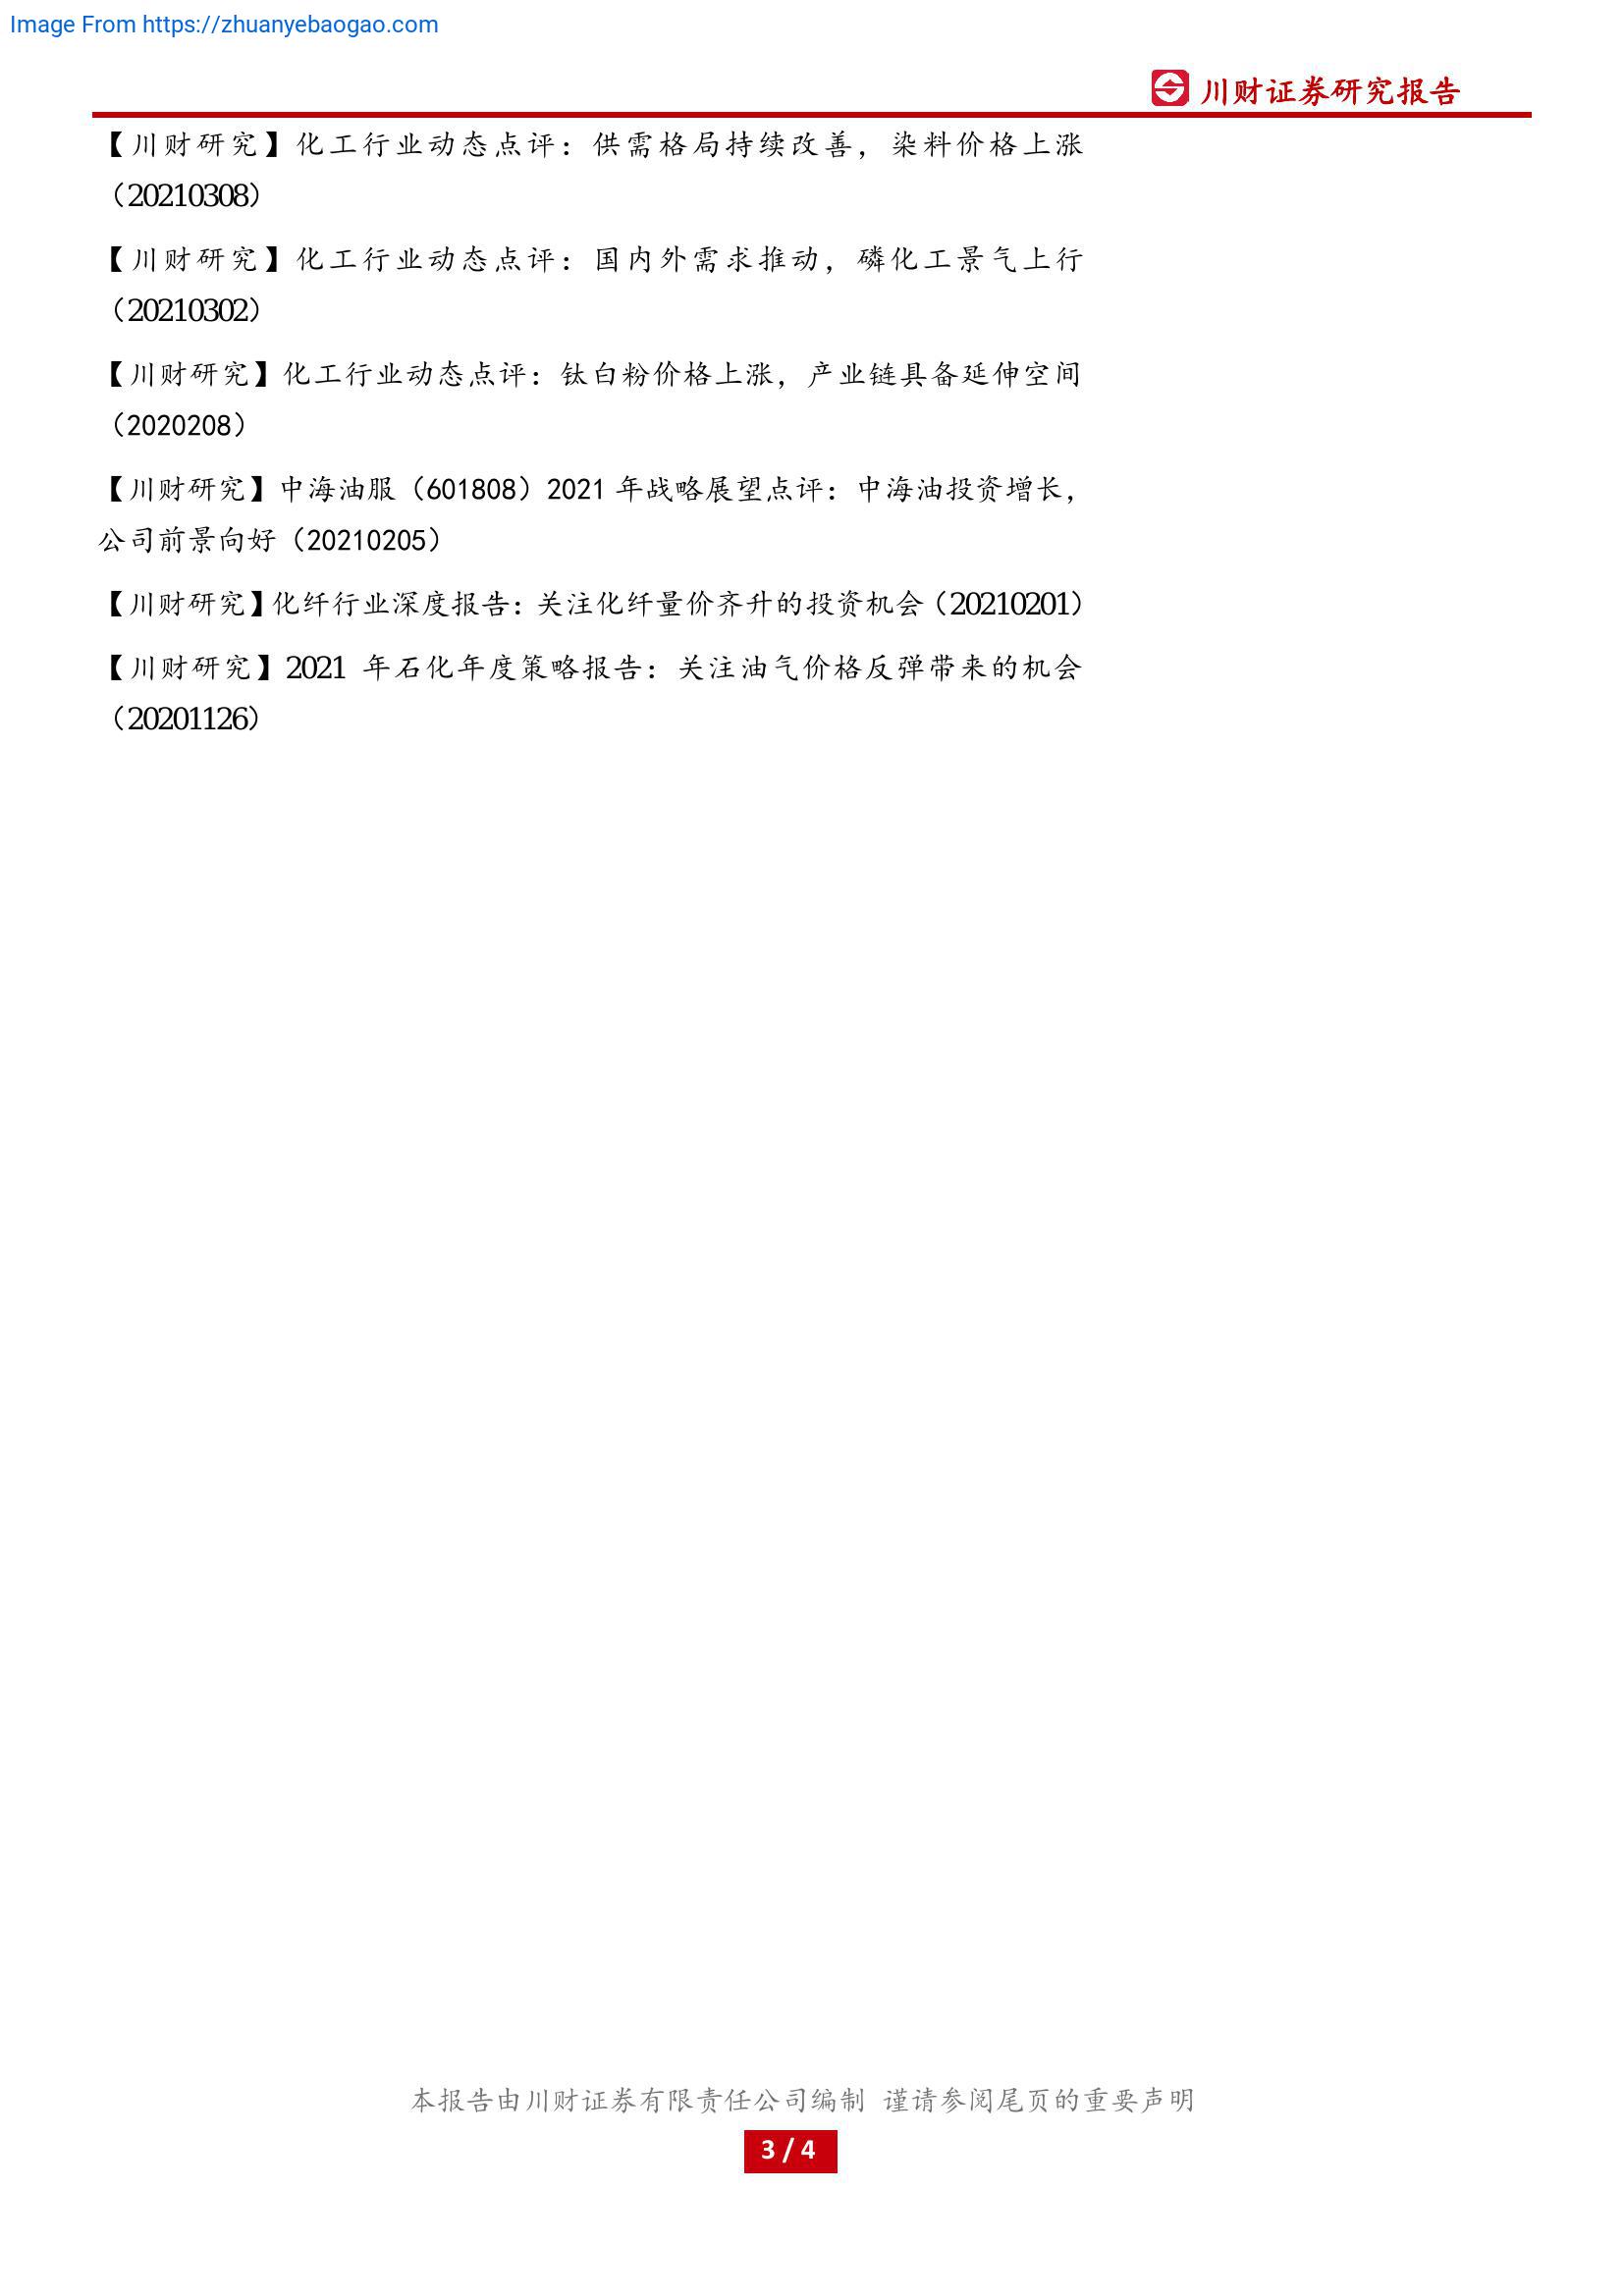 Image From https://zhuanyebaogao.com
川财证券研究报告
【川财研究】化工行业动态点评：供需格局持续改善，染料价格上涨
（20210308）
【川财研究】化工行业动态点评：国内外需求推动，磷化工景气上行
（20210302）
【川财研究】化工行业动态点评：钛白粉价格上涨，产业链具备延伸空间
（2020208）
【川财研究】中海油服（601808）2021 年战略展望点评：中海油投资增长，
公司前景向好（20210205）
【川财研究】化纤行业深度报告：关注化纤量价齐升的投资机会（20210201）
【川财研究】2021 年石化年度策略报告：关注油气价格反弹带来的机会
（20201126）
本报告由川财证券有限责任公司编制 谨请参阅尾页的重要声明
3 / 4